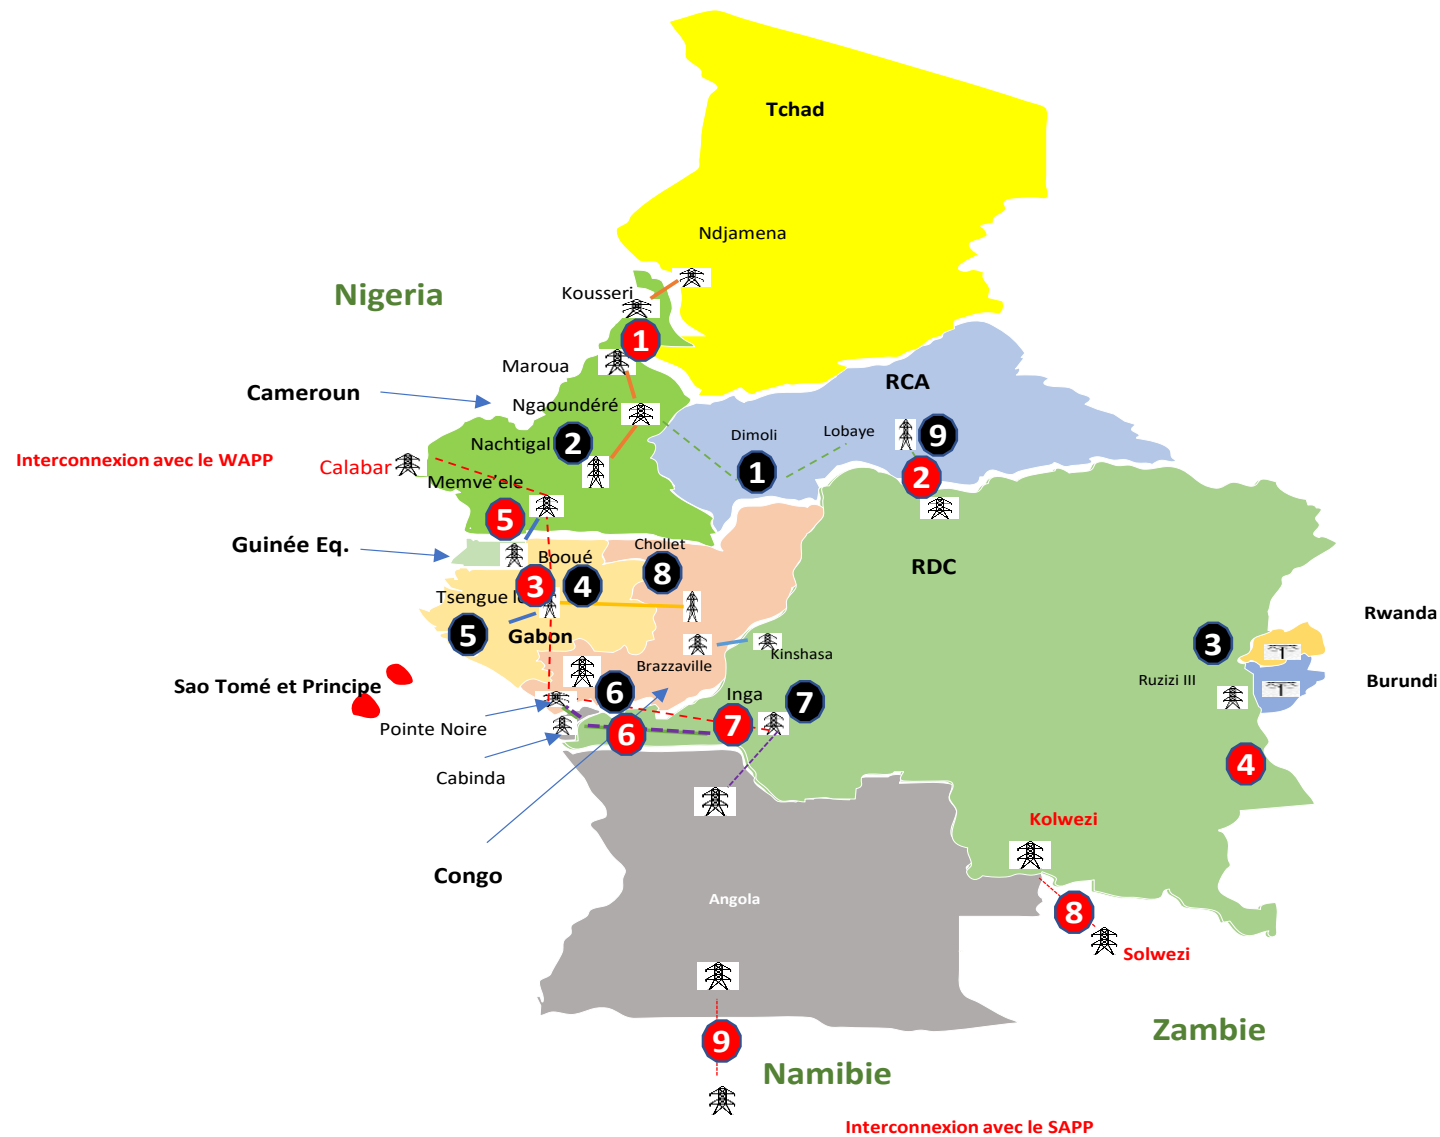 Tchad
Ndjamena
Nigeria
Kousseri
1
Maroua
RCA
Cameroun
Ngaoundéré
Dimoli
Lobaye
9
Nachtigal
2
Interconnexion avec le WAPP
Calabar
1
2
Memve'ele
5
Guinée Eq.
Booué
Chollet
8
RDC
3
4
Tsengue
Rwanda
5
Gabon
3
Kinshasa
Brazzaville
Ruzizi III
Burundi
Sao Tomé et Principe
6
Inga
7
Pointe Noire
6
7
4
Cabinda
Kolwezi
Congo
Angola
8
Solwezi
Zambie
9
Namibie
Interconnexion avec le SAPP